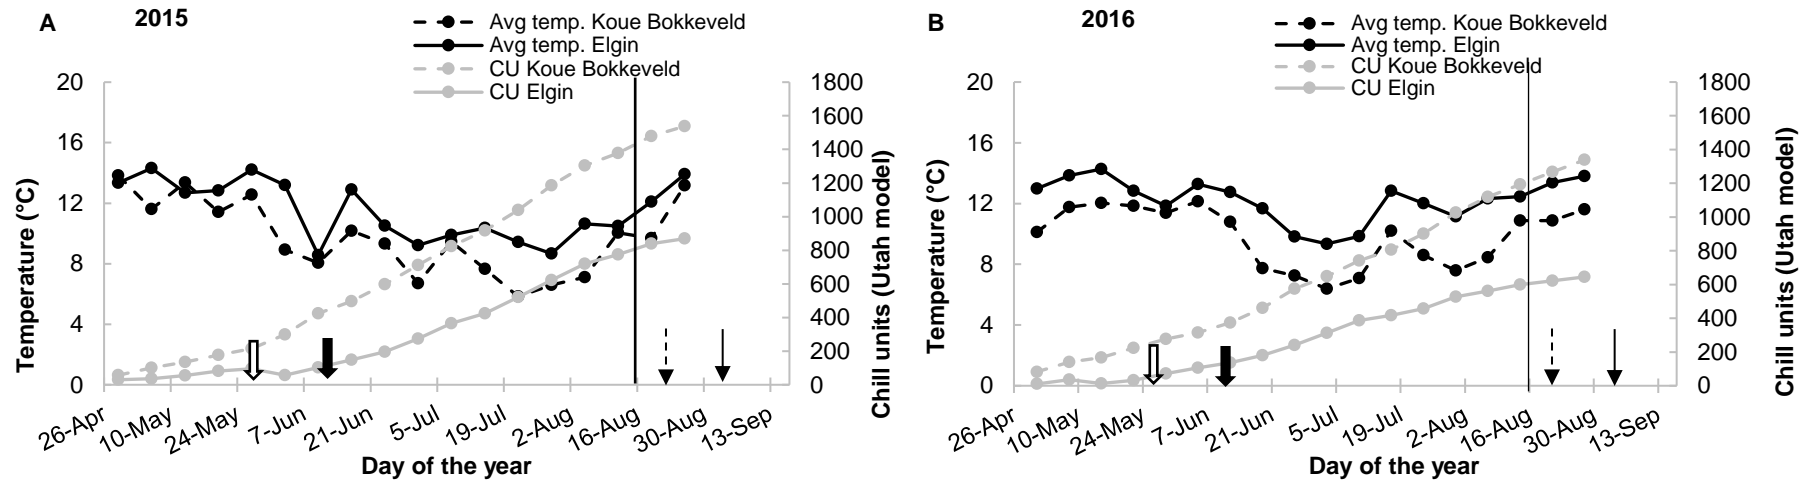 A
2015
Avg temp. Koue Bokkeveld
Avg temp. Elgin
CU Koue Bokkeveld
CU Elgin
Temperature (°C)
20
16
12
8
4
0
1800
1600
1400
1200
1000
800
600
400
200
0
Chill units (Utah model)
26-Apr
10-May
24-May
7-Jun
21-Jun
5-Jul
19-Jul
2-Aug
16-Aug
30-Aug
13-Sep
Day of the year
B
2016
Avg temp. Koue Bokkeveld
Avg temp. Elgin
CU Koue Bokkeveld
CU Elgin
Temperature (°C)
20
16
12
8
4
0
1800
1600
1400
1200
1000
800
600
400
200
0
Chill units (Utah model)
26-Apr
10-May
24-May
7-Jun
21-Jun
5-Jul
19-Jul
2-Aug
16-Aug
30-Aug
13-Sep
Day of the year